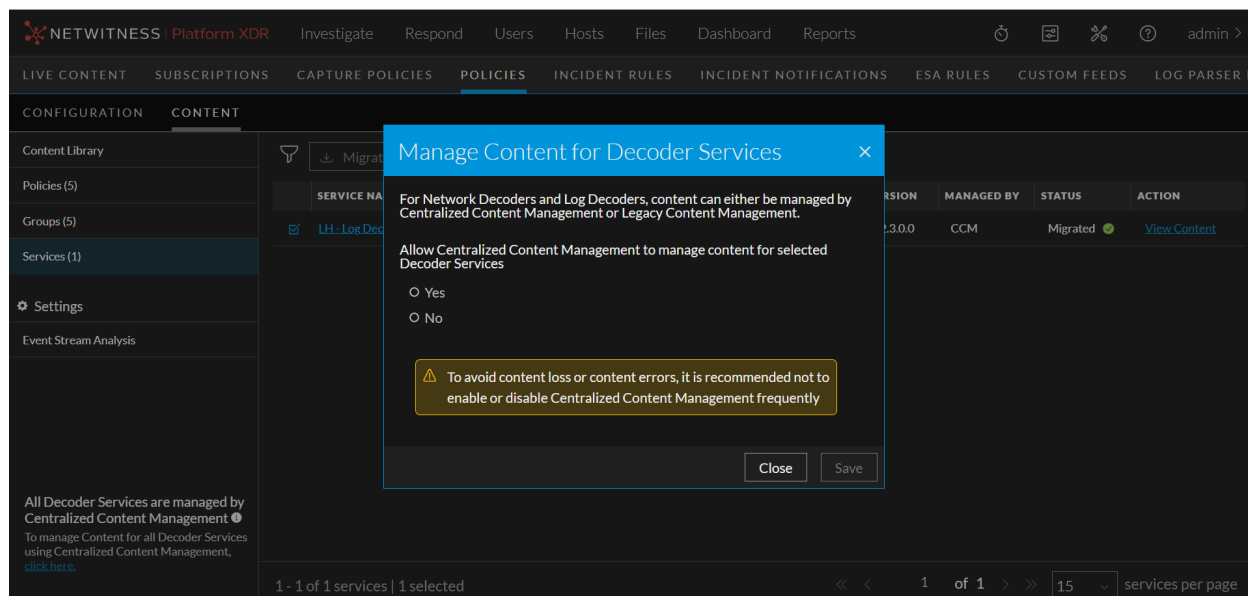 NETWITNESS Platform XDR Investigate Respond Users Hosts Files Dashboard Reports admin >
LIVE CONTENT SUBSCRIPTIONS CAPTURE POLICIES POLICIES INCIDENT RULES INCIDENT NOTIFICATIONS ESA RULES CUSTOM FEEDS LOG PARSER
CONFIGURATION CONTENT
Content Library
Policies (5)
Groups (5)
Services (1)
Settings
Event Stream Analysis
All Decoder Services are managed by
Centralized Content Management
To manage Content for all Decoder Services
using Centralized Content Management,
click here.
Migrat
SERVICE NA RSION MANAGED BY STATUS ACTION
LH - Log Dec .3.0.0 CCM Migrated View Content
Manage Content for Decoder Services
For Network Decoders and Log Decoders, content can either be managed by
Centralized Content Management or Legacy Content Management.
Allow Centralized Content Management to manage content for selected
Decoder Services
Yes
No
To avoid content loss or content errors, it is recommended not to
enable or disable Centralized Content Management frequently
Close Save
1 - 1 of 1 services | 1 selected << < 1 of 1 > >> 15 services per page